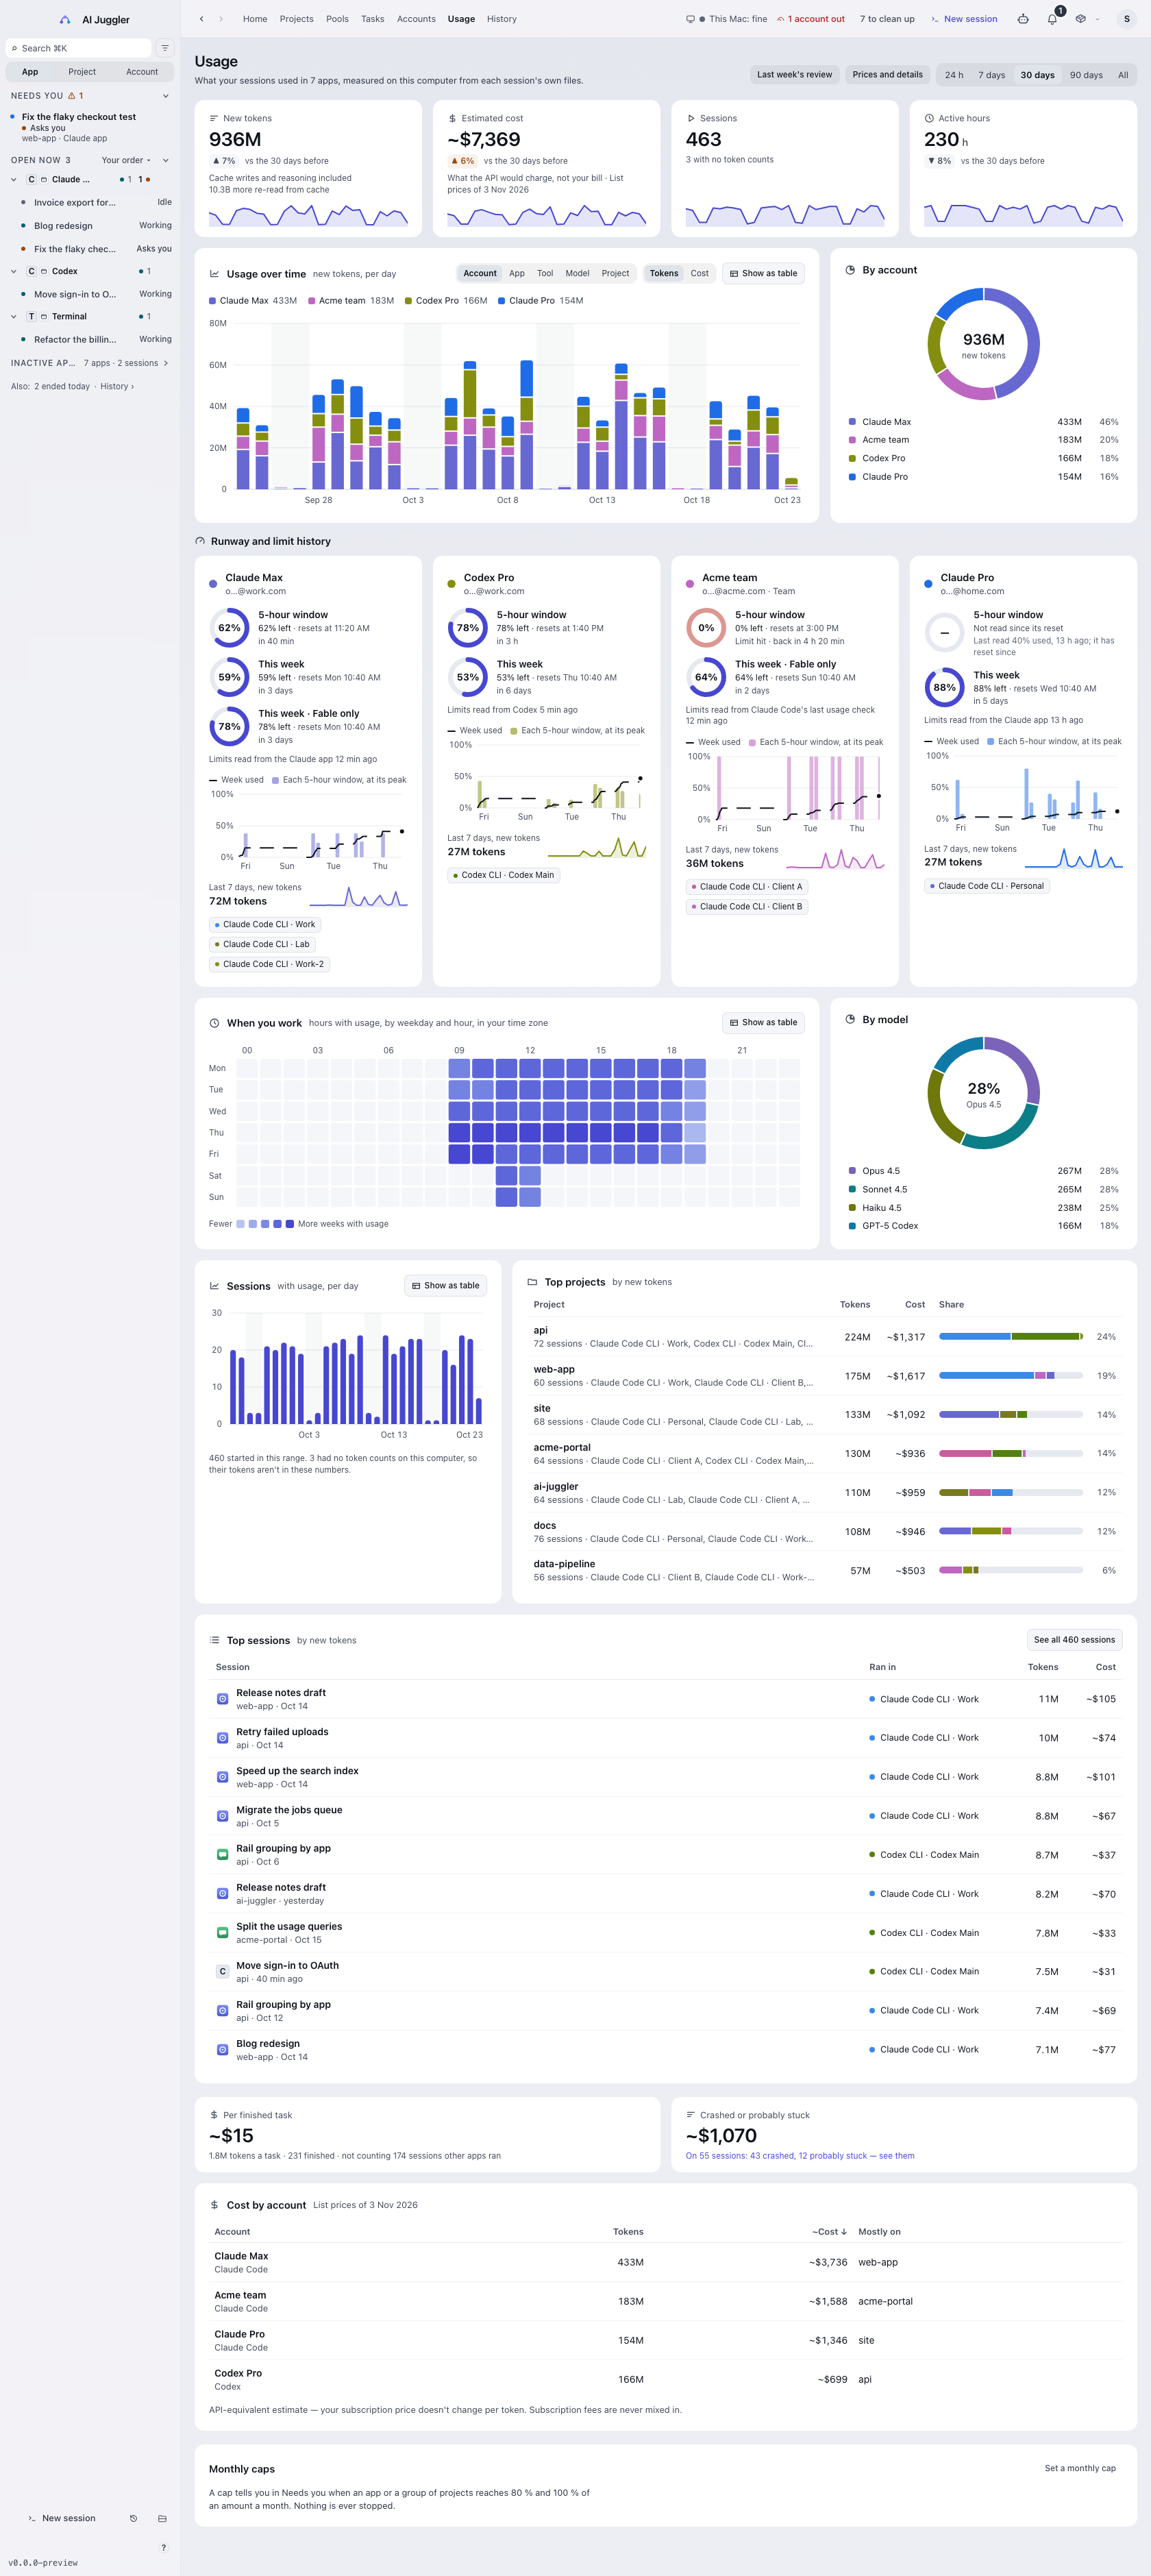 AI Juggler
Search ⌘K
App Project Account
NEEDS YOU 1
Fix the flaky checkout test
Asks you
web-app · Claude app
OPEN NOW 3 Your order
C Claude ... 1 1
Invoice export for... Idle
Blog redesign Working
Fix the flaky chec... Asks you
C Codex 1
Move sign-in to O... Working
T Terminal 1
Refactor the billin... Working
INACTIVE AP... 7 apps · 2 sessions
Also: 2 ended today · History ›
New session
?
v0.0.0-preview
Home Projects Pools Tasks Accounts Usage History
This Mac: fine 1 account out 7 to clean up New session 1 S
Usage
What your sessions used in 7 apps, measured on this computer from each session's own files.
Last week's review Prices and details 24 h 7 days 30 days 90 days All
New tokens
936M
▲ 7% vs the 30 days before
Cache writes and reasoning included
10.3B more re-read from cache
Estimated cost
~$7,369
▲ 6% vs the 30 days before
What the API would charge, not your bill · List
prices of 3 Nov 2026
Sessions
463
3 with no token counts
Active hours
230 h
▼ 8% vs the 30 days before
Usage over time new tokens, per day
Account App Tool Model Project Tokens Cost Show as table
Claude Max 433M Acme team 183M Codex Pro 166M Claude Pro 154M
80M
60M
40M
20M
0
Sep 28 Oct 3 Oct 8 Oct 13 Oct 18 Oct 23
By account
936M
new tokens
Claude Max 433M 46%
Acme team 183M 20%
Codex Pro 166M 18%
Claude Pro 154M 16%
Runway and limit history
Claude Max
o...@work.com
62%
5-hour window
62% left · resets at 11:20 AM
in 40 min
59%
This week
59% left · resets Mon 10:40 AM
in 3 days
78%
This week · Fable only
78% left · resets Mon 10:40 AM
in 3 days
Limits read from the Claude app 12 min ago
Week used Each 5-hour window, at its peak
100%
50%
0%
Fri Sun Tue Thu
Last 7 days, new tokens
72M tokens
Claude Code CLI · Work
Claude Code CLI · Lab
Claude Code CLI · Work-2
Codex Pro
o...@work.com
78%
5-hour window
78% left · resets at 1:40 PM
in 3 h
53%
This week
53% left · resets Thu 10:40 AM
in 6 days
Limits read from Codex 5 min ago
Week used Each 5-hour window, at its peak
100%
50%
0%
Fri Sun Tue Thu
Last 7 days, new tokens
27M tokens
Codex CLI · Codex Main
Acme team
o...@acme.com · Team
0%
5-hour window
0% left · resets at 3:00 PM
Limit hit · back in 4 h 20 min
64%
This week · Fable only
64% left · resets Sun 10:40 AM
in 2 days
Limits read from Claude Code's last usage check
12 min ago
Week used Each 5-hour window, at its peak
100%
50%
0%
Fri Sun Tue Thu
Last 7 days, new tokens
36M tokens
Claude Code CLI · Client A
Claude Code CLI · Client B
Claude Pro
o...@home.com
–
5-hour window
Not read since its reset
Last read 40% used, 13 h ago; it has
reset since
88%
This week
88% left · resets Wed 10:40 AM
in 5 days
Limits read from the Claude app 13 h ago
Week used Each 5-hour window, at its peak
100%
50%
0%
Fri Sun Tue Thu
Last 7 days, new tokens
27M tokens
Claude Code CLI · Personal
When you work hours with usage, by weekday and hour, in your time zone Show as table
00 03 06 09 12 15 18 21
Mon
Tue
Wed
Thu
Fri
Sat
Sun
Fewer More weeks with usage
By model
28%
Opus 4.5
Opus 4.5 267M 28%
Sonnet 4.5 265M 28%
Haiku 4.5 238M 25%
GPT-5 Codex 166M 18%
Sessions with usage, per day Show as table
30
20
10
0
Oct 3 Oct 13 Oct 23
460 started in this range. 3 had no token counts on this computer, so
their tokens aren't in these numbers.
Top projects by new tokens
Project Tokens Cost Share
api
72 sessions · Claude Code CLI · Work, Codex CLI · Codex Main, Cl... 224M ~$1,317 24%
web-app
60 sessions · Claude Code CLI · Work, Claude Code CLI · Client B,... 175M ~$1,617 19%
site
68 sessions · Claude Code CLI · Personal, Claude Code CLI · Lab, ... 133M ~$1,092 14%
acme-portal
64 sessions · Claude Code CLI · Client A, Codex CLI · Codex Main,... 130M ~$936 14%
ai-juggler
64 sessions · Claude Code CLI · Lab, Claude Code CLI · Client A, ... 110M ~$959 12%
docs
76 sessions · Claude Code CLI · Personal, Claude Code CLI · Work... 108M ~$946 12%
data-pipeline
56 sessions · Claude Code CLI · Client B, Claude Code CLI · Work-... 57M ~$503 6%
Top sessions by new tokens See all 460 sessions
Session Ran in Tokens Cost
Release notes draft
web-app · Oct 14 Claude Code CLI · Work 11M ~$105
Retry failed uploads
api · Oct 14 Claude Code CLI · Work 10M ~$74
Speed up the search index
web-app · Oct 14 Claude Code CLI · Work 8.8M ~$101
Migrate the jobs queue
api · Oct 5 Claude Code CLI · Work 8.8M ~$67
Rail grouping by app
api · Oct 6 Codex CLI · Codex Main 8.7M ~$37
Release notes draft
ai-juggler · yesterday Claude Code CLI · Work 8.2M ~$70
Split the usage queries
acme-portal · Oct 15 Codex CLI · Codex Main 7.8M ~$33
C Move sign-in to OAuth
api · 40 min ago Codex CLI · Codex Main 7.5M ~$31
Rail grouping by app
api · Oct 12 Claude Code CLI · Work 7.4M ~$69
Blog redesign
web-app · Oct 14 Claude Code CLI · Work 7.1M ~$77
Per finished task
~$15
1.8M tokens a task · 231 finished · not counting 174 sessions other apps ran
Crashed or probably stuck
~$1,070
On 55 sessions: 43 crashed, 12 probably stuck — see them
Cost by account List prices of 3 Nov 2026
Account Tokens ~Cost ↓ Mostly on
Claude Max
Claude Code 433M ~$3,736 web-app
Acme team
Claude Code 183M ~$1,588 acme-portal
Claude Pro
Claude Code 154M ~$1,346 site
Codex Pro
Codex 166M ~$699 api
API-equivalent estimate — your subscription price doesn't change per token. Subscription fees are never mixed in.
Monthly caps Set a monthly cap
A cap tells you in Needs you when an app or a group of projects reaches 80 % and 100 % of
an amount a month. Nothing is ever stopped.